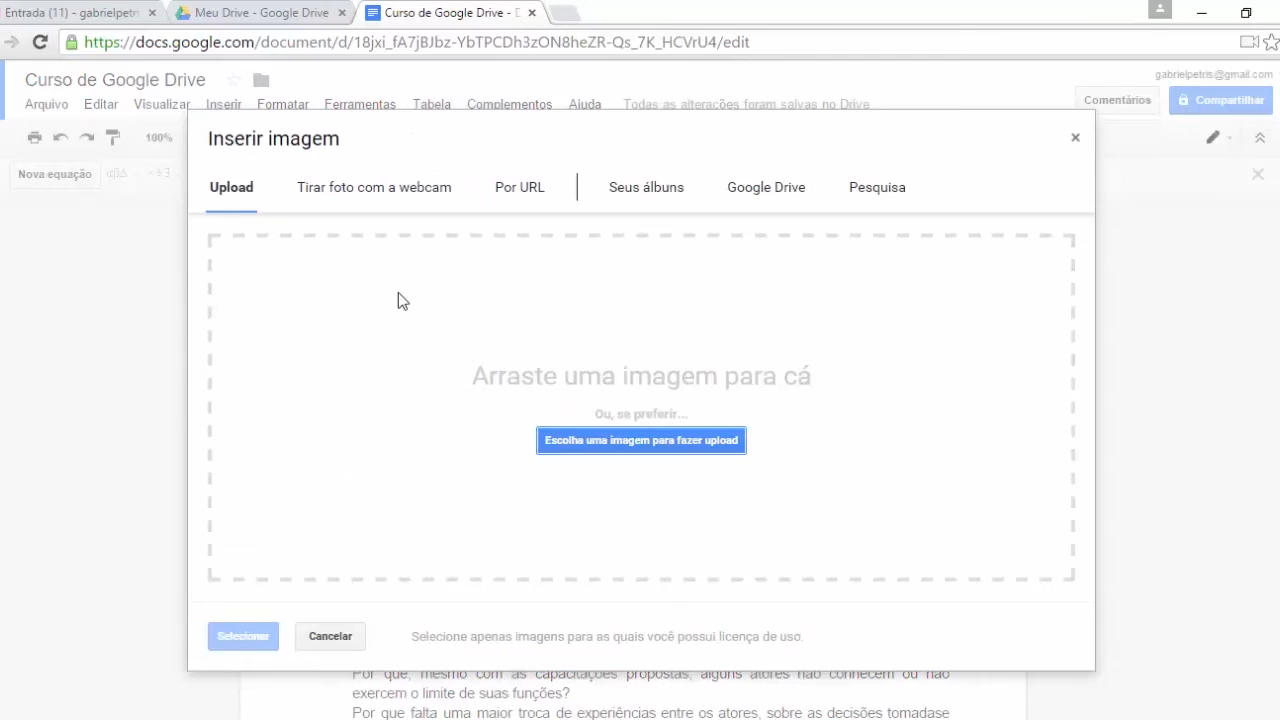 Entrada (11) - gabrielpetri
Meu Drive - Google Drive
Curso de Google Drive - D
https://docs.google.com/document/d/18jxi_fA7jBJbz-YbTPCDh3zON8heZR-Qs_7K_HCVrU4/edit
Curso de Google Drive
gabrielpetris@gmail.com
Arquivo Editar Visualizar Inserir Formatar Ferramentas Tabela Complementos Ajuda Todas as alterações foram salvas no Drive
Comentários Compartilhar
100%
Nova equação
Inserir imagem
Upload Tirar foto com a webcam Por URL Seus álbuns Google Drive Pesquisa
Arraste uma imagem para cá
Ou, se preferir...
Escolha uma imagem para fazer upload
Selecionar Cancelar Selecione apenas imagens para as quais você possui licença de uso.
Por que, mesmo com as capacitações propostas, alguns atores não conhecem ou não
exercem o limite de suas funções?
Por que falta uma maior troca de experiências entre os atores, sobre as decisões tomadase